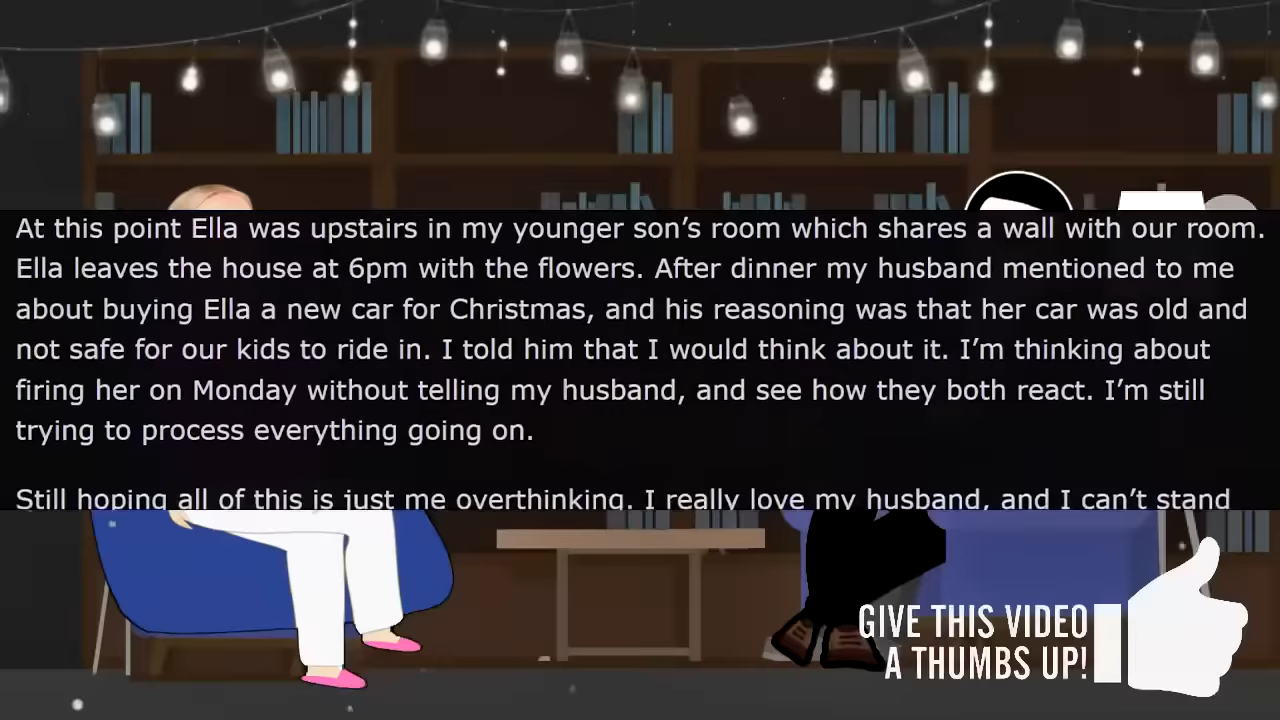 At this point Ella was upstairs in my younger son’s room which shares a wall with our room.
Ella leaves the house at 6pm with the flowers. After dinner my husband mentioned to me
about buying Ella a new car for Christmas, and his reasoning was that her car was old and
not safe for our kids to ride in. I told him that I would think about it. I’m thinking about
firing her on Monday without telling my husband, and see how they both react. I’m still
trying to process everything going on.
Still hoping all of this is just me overthinking. I really love my husband, and I can’t stand
GIVE THIS VIDEO
A THUMBS UP!